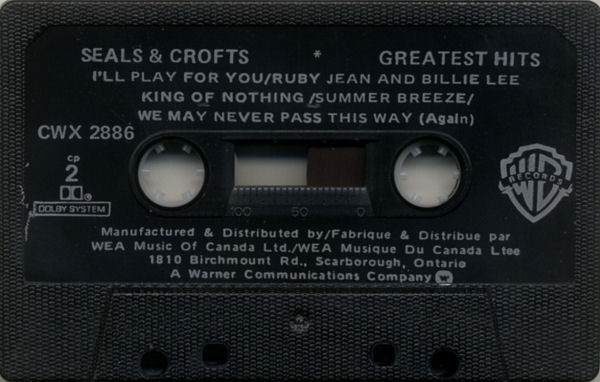 SEALS & CROFTS * GREATEST HITS
I'LL PLAY FOR YOU/RUBY JEAN AND BILLIE LEE
KING OF NOTHING/SUMMER BREEZE/
WE MAY NEVER PASS THIS WAY (Again)
CWX 2886
cp
2
DOLBY SYSTEM
100 50 0
WB
RECORDS
Manufactured & Distributed by/Fabrique & Distribue par
WEA Music Of Canada Ltd./WEA Musique Du Canada Ltee
1810 Birchmount Rd., Scarborough, Ontario
A Warner Communications Company